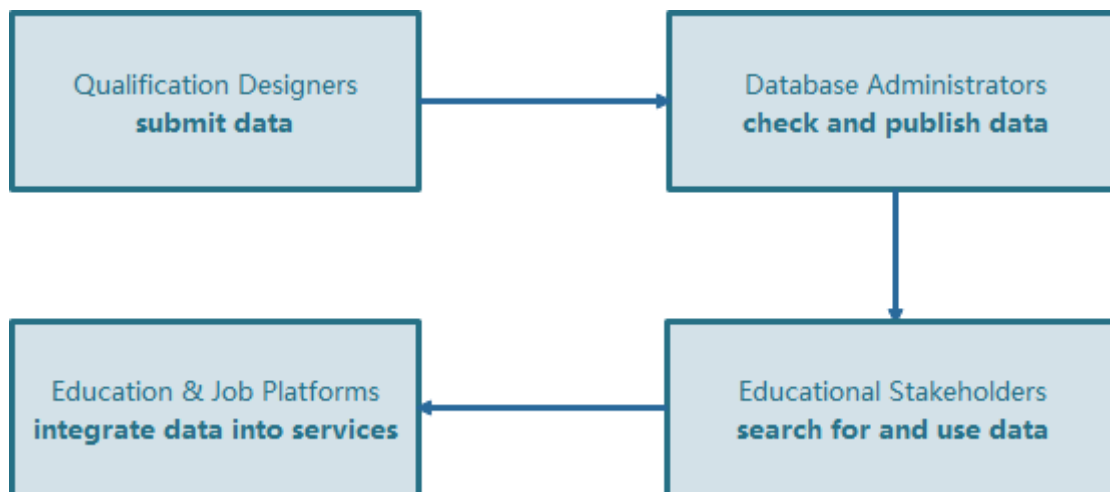 Qualification Designers
submit data
Database Administrators
check and publish data
Education & Job Platforms
integrate data into services
Educational Stakeholders
search for and use data